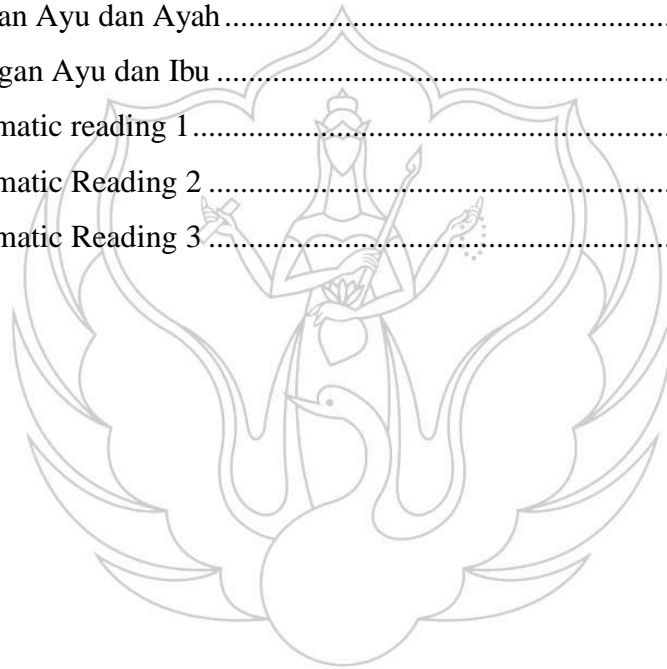 an Ayu dan Ayah ........................................................
gan Ayu dan Ibu .........................................................
matic reading 1............................................................
matic Reading 2 ..........................................................
matic Reading 3 ..........................................................